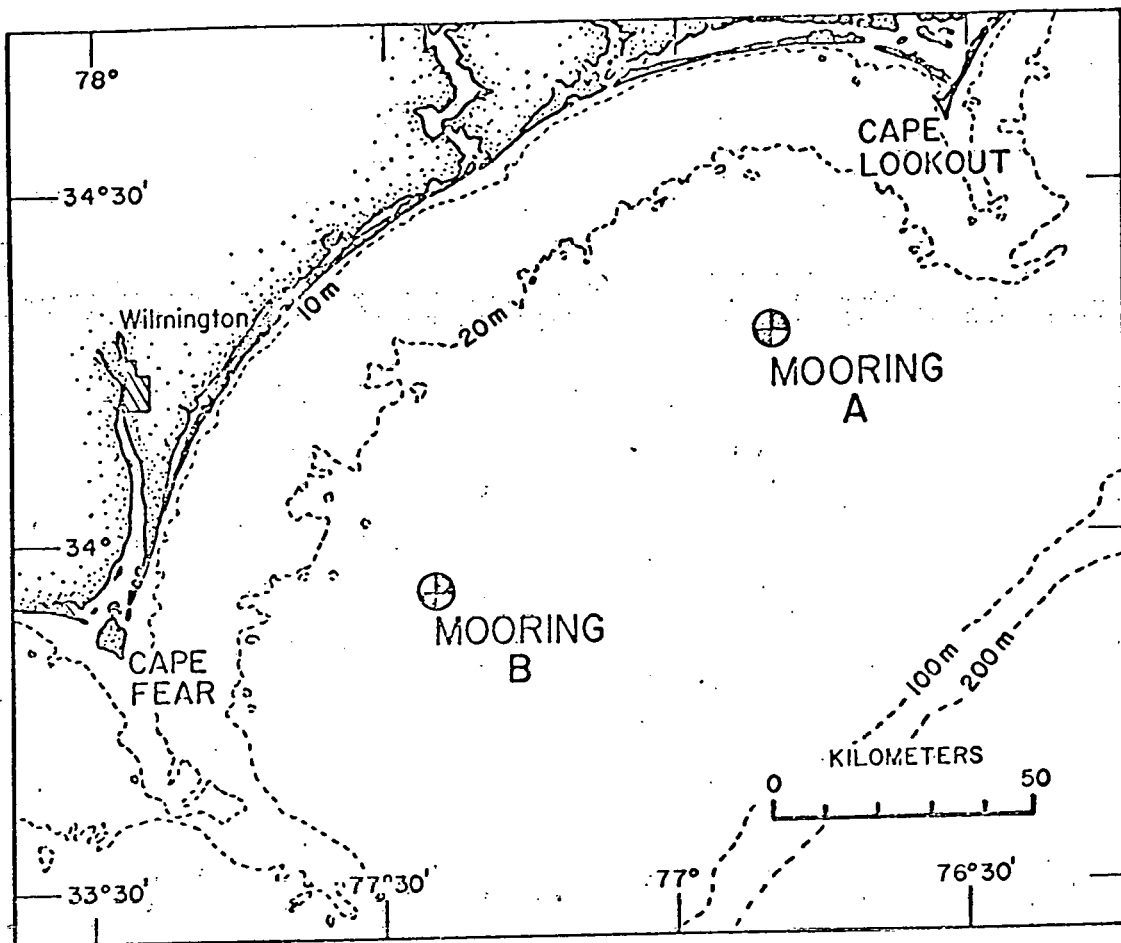 78°
CAPE
LOOKOUT
34°30'
10m
20m
Wilmington
MOORING
A
34°
MOORING
B
CAPE
FEAR
100m
200m
KILOMETERS
0 50
33°30'
77°30'
77°
76°30'